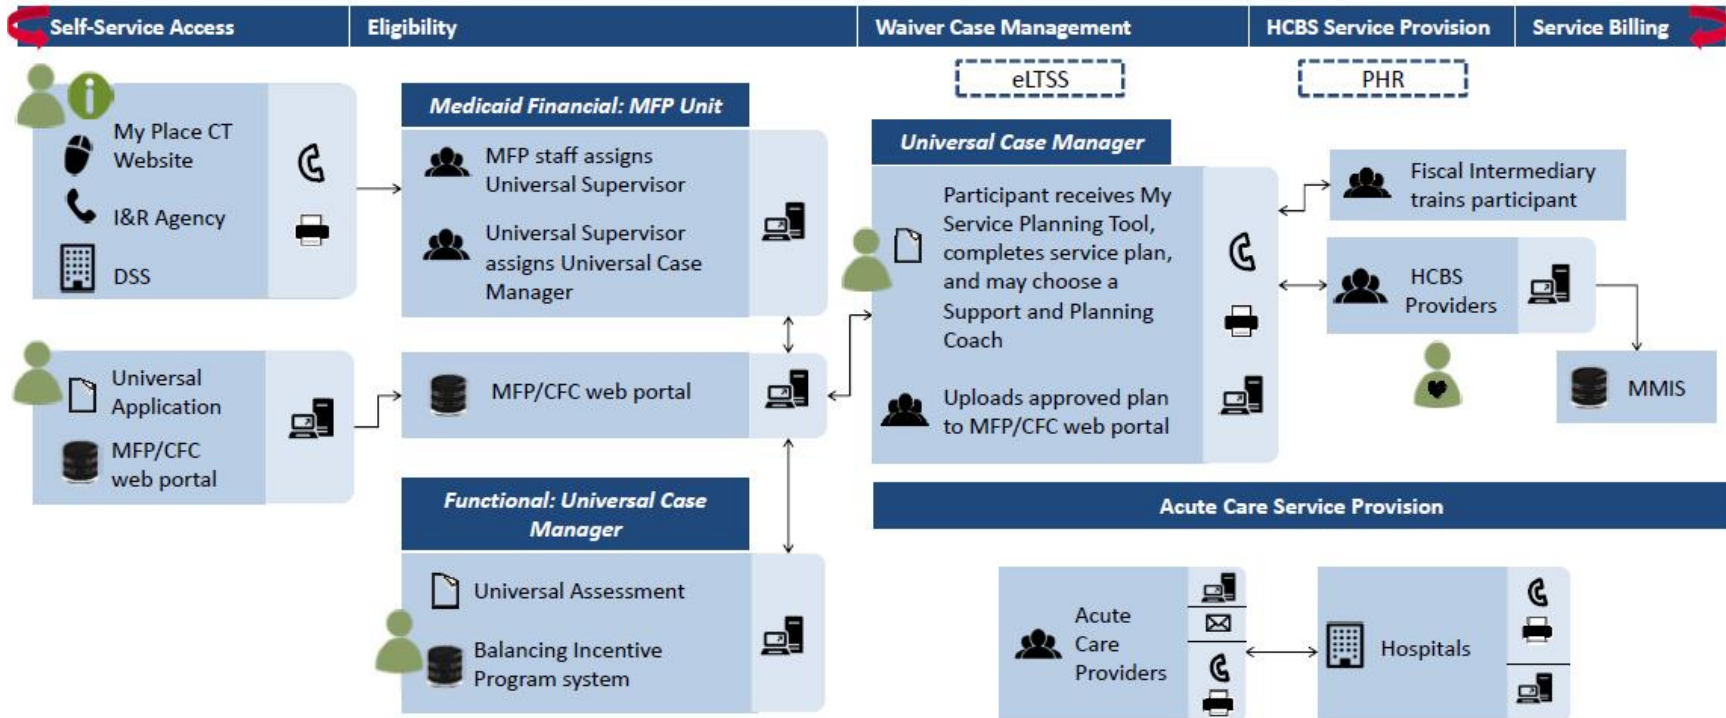 Self-Service Access
Eligibility
Waiver Case Management
HCBS Service Provision
Service Billing
eLTSS
PHR
My Place CT
Website
I&R Agency
DSS
Universal
Application
MFP/CFC
web portal
Medicaid Financial: MFP Unit
MFP staff assigns
Universal Supervisor
Universal Supervisor
assigns Universal Case
Manager
MFP/CFC web portal
Functional: Universal Case
Manager
Universal Assessment
Balancing Incentive
Program system
Universal Case Manager
Participant receives My
Service Planning Tool,
completes service plan,
and may choose a
Support and Planning
Coach
Uploads approved plan
to MFP/CFC web portal
Fiscal Intermediary
trains participant
HCBS
Providers
MMIS
Acute Care Service Provision
Acute
Care
Providers
Hospitals